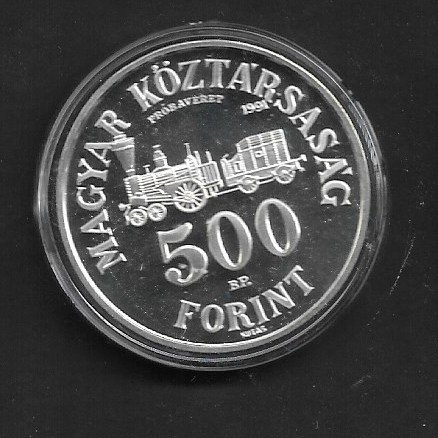 MAGYAR KÖZTÁRSASÁG
PRÓBAVERET 1991
500
BP.
FORINT